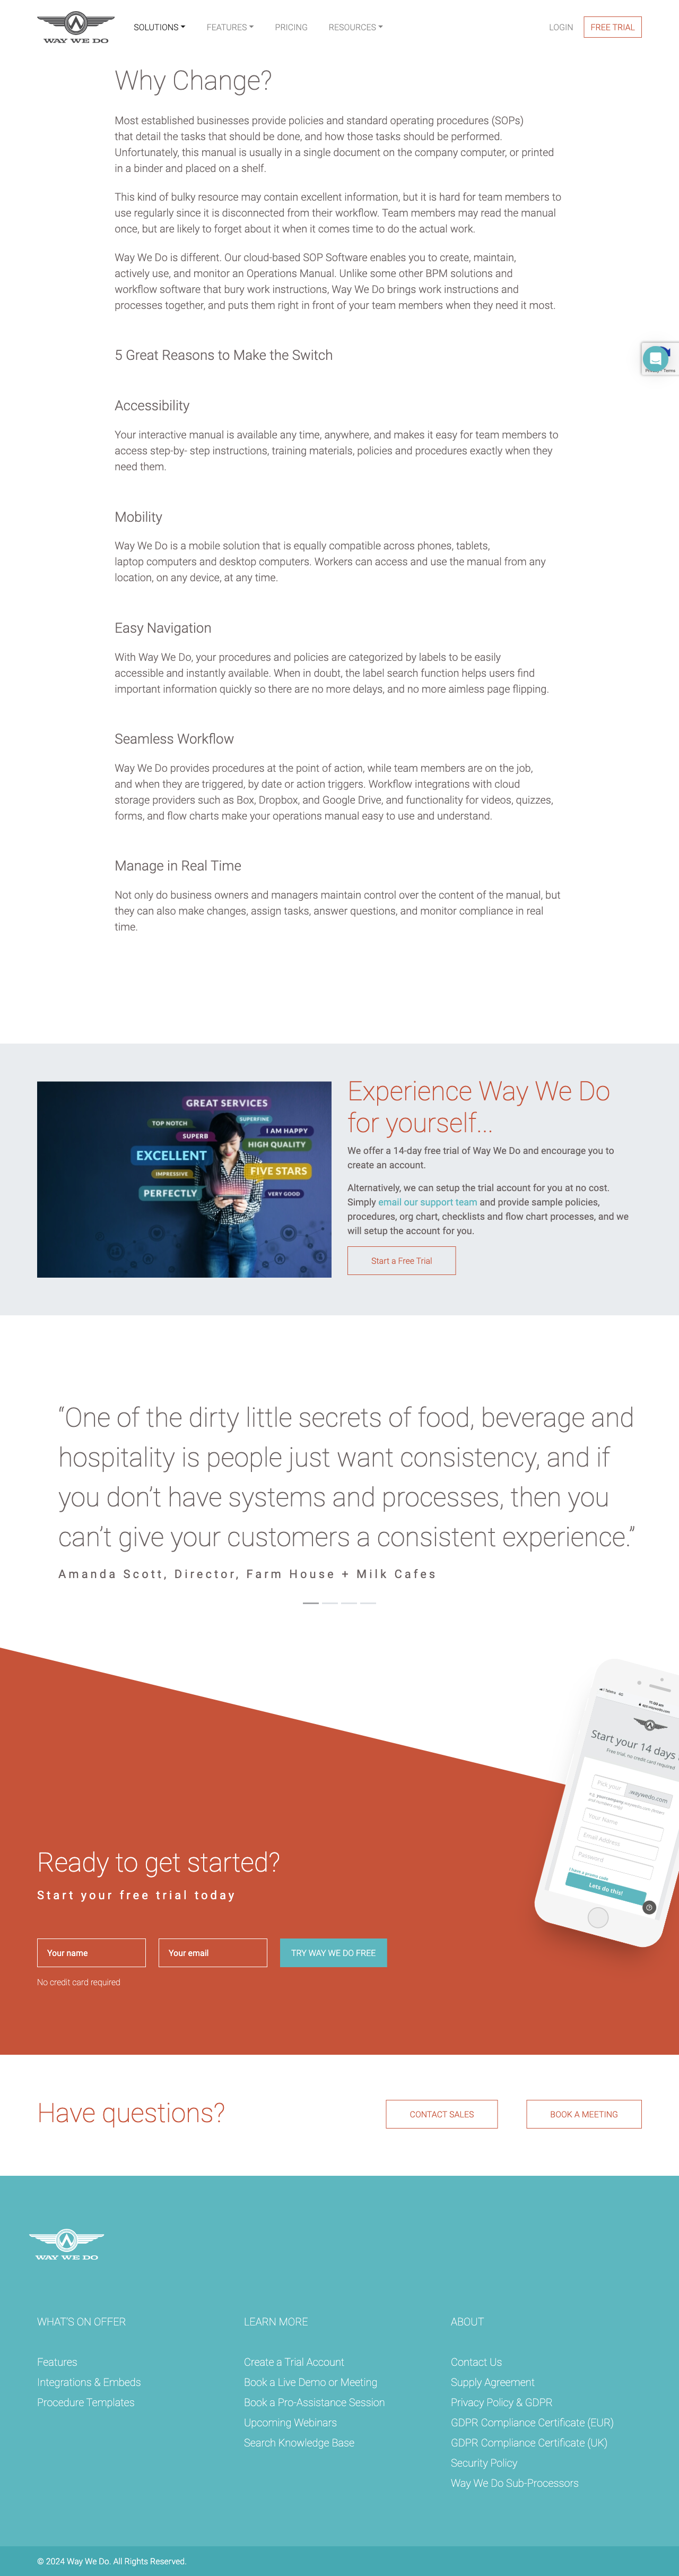 WAY WE DO
SOLUTIONS
FEATURES
PRICING
RESOURCES
LOGIN
FREE TRIAL
Why Change?
Most established businesses provide policies and standard operating procedures (SOPs)
that detail the tasks that should be done, and how those tasks should be performed.
Unfortunately, this manual is usually in a single document on the company computer, or printed
in a binder and placed on a shelf.
This kind of bulky resource may contain excellent information, but it is hard for team members to
use regularly since it is disconnected from their workflow. Team members may read the manual
once, but are likely to forget about it when it comes time to do the actual work.
Way We Do is different. Our cloud-based SOP Software enables you to create, maintain,
actively use, and monitor an Operations Manual. Unlike some other BPM solutions and
workflow software that bury work instructions, Way We Do brings work instructions and
processes together, and puts them right in front of your team members when they need it most.
5 Great Reasons to Make the Switch
Terms
Accessibility
Your interactive manual is available any time, anywhere, and makes it easy for team members to
access step-by- step instructions, training materials, policies and procedures exactly when they
need them.
Mobility
Way We Do is a mobile solution that is equally compatible across phones, tablets,
laptop computers and desktop computers. Workers can access and use the manual from any
location, on any device, at any time.
Easy Navigation
With Way We Do, your procedures and policies are categorized by labels to be easily
accessible and instantly available. When in doubt, the label search function helps users find
important information quickly so there are no more delays, and no more aimless page flipping.
Seamless Workflow
Way We Do provides procedures at the point of action, while team members are on the job,
and when they are triggered, by date or action triggers. Workflow integrations with cloud
storage providers such as Box, Dropbox, and Google Drive, and functionality for videos, quizzes,
forms, and flow charts make your operations manual easy to use and understand.
Manage in Real Time
Not only do business owners and managers maintain control over the content of the manual, but
they can also make changes, assign tasks, answer questions, and monitor compliance in real
time.
GREAT SERVICES
TOP NOTCH
SUPERFINE
SUPERB
I AM HAPPY
HIGH QUALITY
EXCELLENT
IMPRESSIVE
FIVE STARS
PERFECTLY
VERY GOOD
Experience Way We Do
for yourself...
We offer a 14-day free trial of Way We Do and encourage you to
create an account.
Alternatively, we can setup the trial account for you at no cost.
Simply email our support team and provide sample policies,
procedures, org chart, checklists and flow chart processes, and we
will setup the account for you.
Start a Free Trial
“One of the dirty little secrets of food, beverage and
hospitality is people just want consistency, and if
you don’t have systems and processes, then you
can’t give your customers a consistent experience.”
Amanda Scott, Director, Farm House + Milk Cafes
Start your 14 days
Free trial, no credit card required
Pick your
.waywedo.com
Your Name
Email Address
Password
I have a promo code
Lets do this!
Ready to get started?
Start your free trial today
Your name
Your email
TRY WAY WE DO FREE
No credit card required
Have questions?
CONTACT SALES
BOOK A MEETING
WAY WE DO
WHAT'S ON OFFER
Features
Integrations & Embeds
Procedure Templates
LEARN MORE
Create a Trial Account
Book a Live Demo or Meeting
Book a Pro-Assistance Session
Upcoming Webinars
Search Knowledge Base
ABOUT
Contact Us
Supply Agreement
Privacy Policy & GDPR
GDPR Compliance Certificate (EUR)
GDPR Compliance Certificate (UK)
Security Policy
Way We Do Sub-Processors
© 2024 Way We Do. All Rights Reserved.